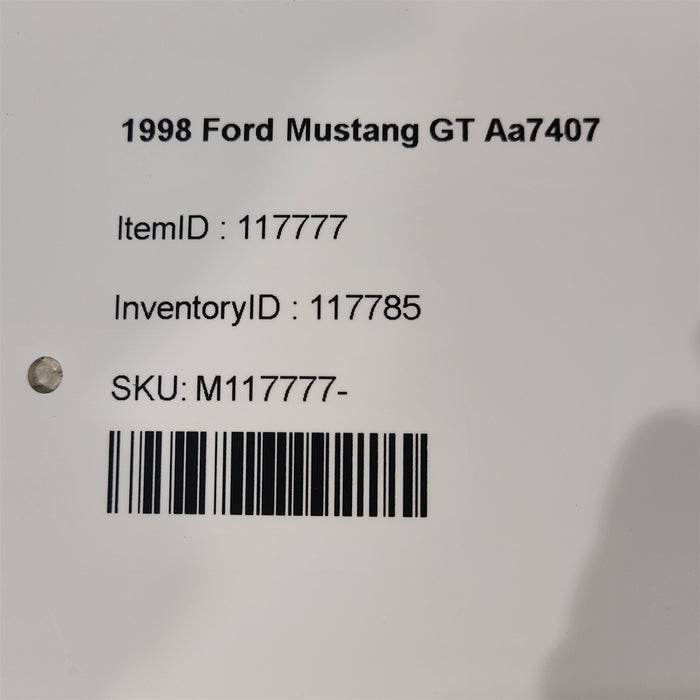 1998 Ford Mustang GT Aa7407
ItemID : 117777
InventoryID : 117785
SKU: M117777-